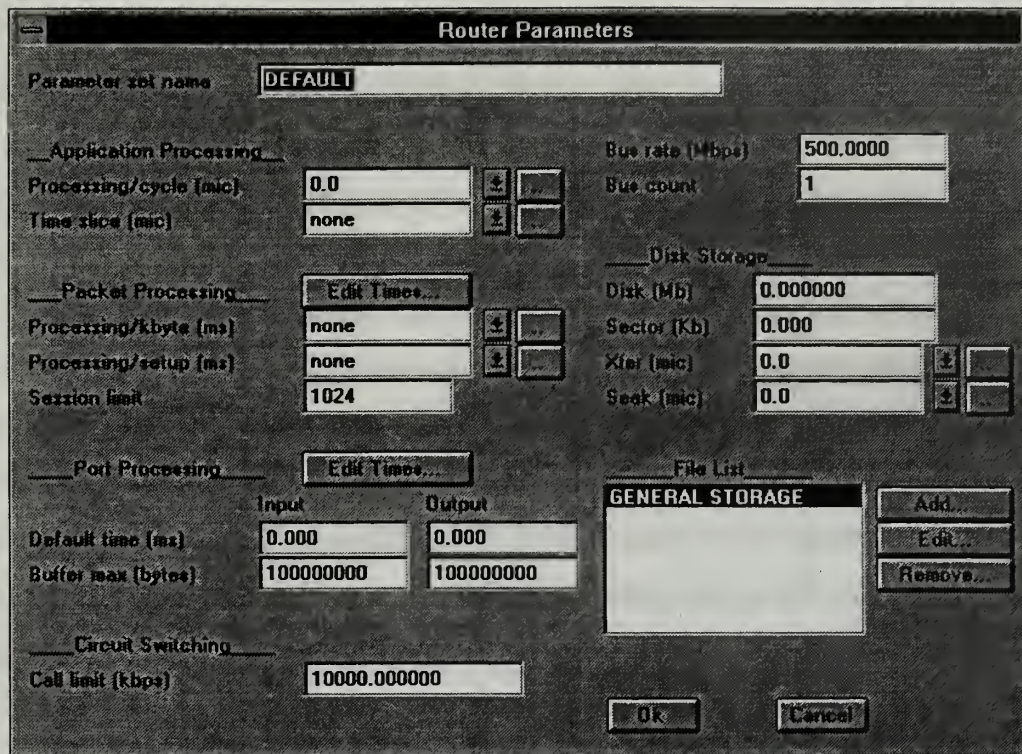 Router Parameters
Parameter set name DEFAULT
Application Processing
Processing/cycle (mic) 0.0 ...
Time slice (mic) none ...
Bus rate (Mbps) 500.0000
Bus count 1
Packet Processing Edit Times...
Processing/kbyte (ms) none ...
Processing/setup (ms) none ...
Session limit 1024
Disk Storage
Disk (Mb) 0.000000
Sector (Kb) 0.000
Xfer (mic) 0.0 ...
Seek (mic) 0.0 ...
Port Processing Edit Times...
Input Output
Default time (ms) 0.000 0.000
Buffer max (bytes) 100000000 100000000
File List
GENERAL STORAGE
Add...
Edit...
Remove...
Circuit Switching
Call limit (kbps) 10000.000000
Ok Cancel